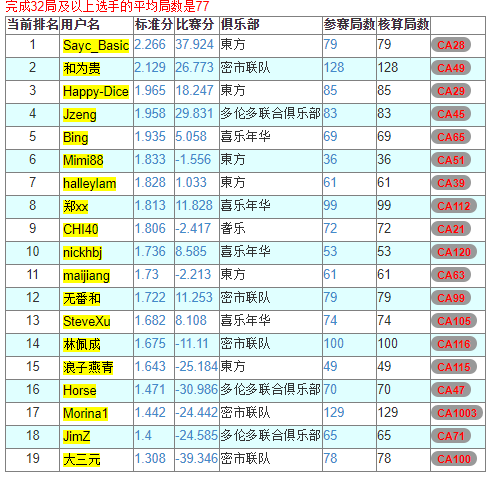 完成32局及以上选手的平均局数是77
当前排名 用户名 标准分 比赛分 俱乐部 参赛局数 核算局数
1 Sayc_Basic 2.266 37.924 東方 79 79 CA28
2 和为贵 2.129 26.773 密市联队 128 128 CA49
3 Happy-Dice 1.965 18.247 東方 85 85 CA29
4 Jzeng 1.958 29.831 多伦多联合俱乐部 83 83 CA45
5 Bing 1.935 5.058 喜乐年华 69 69 CA65
6 Mimi88 1.833 -1.556 東方 36 36 CA51
7 halleylam 1.828 1.033 東方 61 61 CA39
8 郑xx 1.813 11.828 喜乐年华 99 99 CA112
9 CHI40 1.806 -2.417 耆乐 72 72 CA21
10 nickhbj 1.736 8.585 喜乐年华 53 53 CA120
11 maijiang 1.73 -2.213 東方 61 61 CA63
12 无番和 1.722 11.253 密市联队 79 79 CA99
13 SteveXu 1.682 8.108 喜乐年华 74 74 CA105
14 林佩成 1.675 -11.11 密市联队 100 100 CA116
15 浪子燕青 1.643 -25.184 東方 49 49 CA115
16 Horse 1.471 -30.986 多伦多联合俱乐部 70 70 CA47
17 Morina1 1.442 -24.442 密市联队 129 129 CA1003
18 JimZ 1.4 -24.585 多伦多联合俱乐部 65 65 CA71
19 大三元 1.308 -39.346 密市联队 78 78 CA100